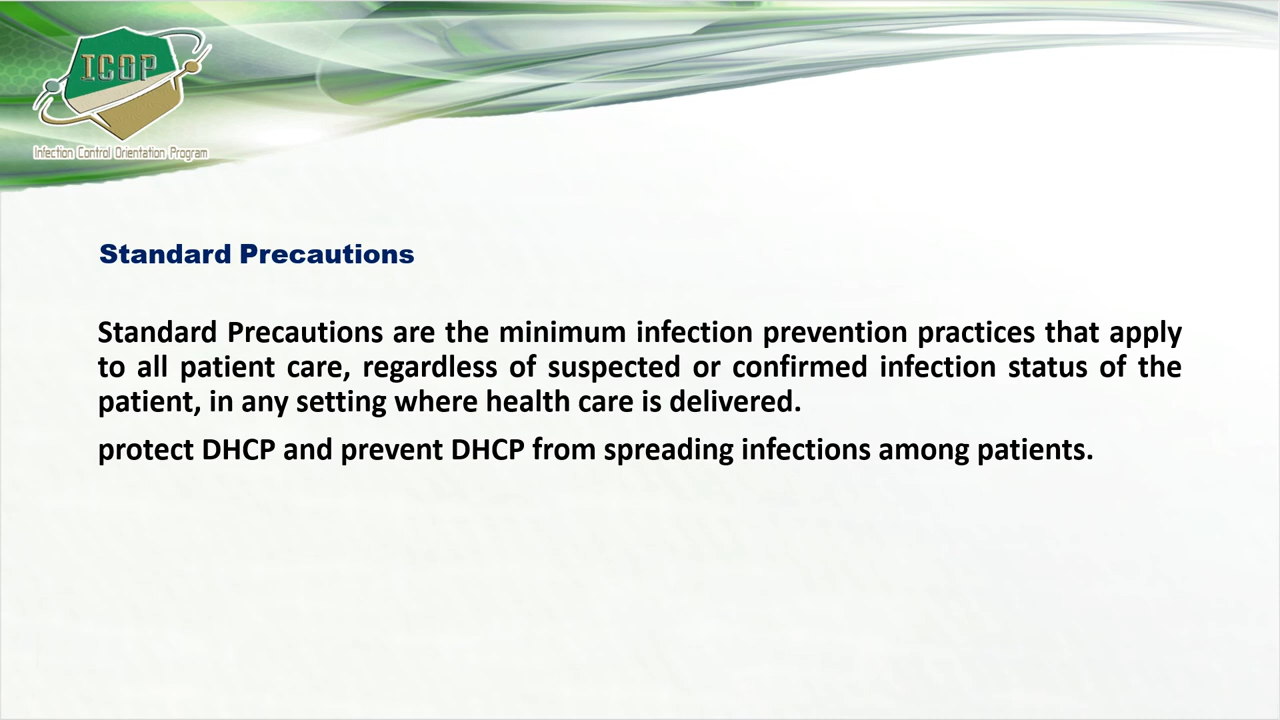 ICOP
Infection Control Orientation Program
Standard Precautions
Standard Precautions are the minimum infection prevention practices that apply
to all patient care, regardless of suspected or confirmed infection status of the
patient, in any setting where health care is delivered.
protect DHCP and prevent DHCP from spreading infections among patients.